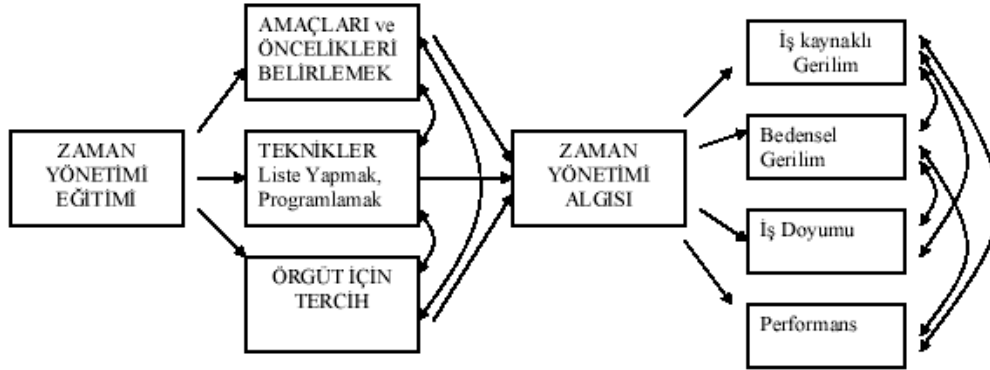 ZAMAN
YÖNETİMİ
EĞİTİMİ
AMAÇLARI ve
ÖNCELİKLERİ
BELİRLEMEK
TEKNİKLER
Liste Yapmak,
Programlamak
ÖRGÜT İÇİN
TERCİH
ZAMAN
YÖNETİMİ
ALGISI
İş kaynaklı
Gerilim
Bedensel
Gerilim
İş Doyumu
Performans